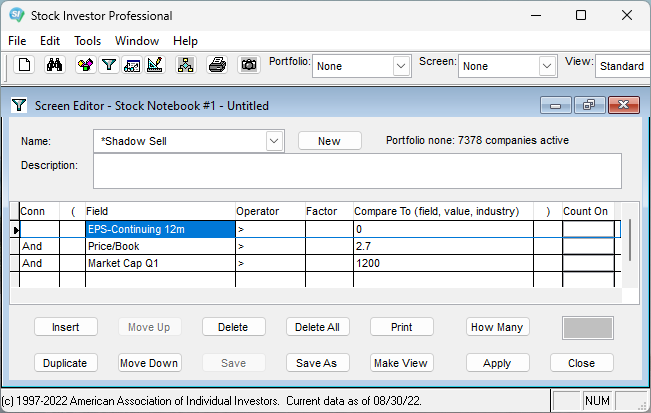 Stock Investor Professional
File Edit Tools Window Help
Portfolio: None Screen: None View: Standard
Screen Editor - Stock Notebook #1 - Untitled
Name: *Shadow Sell New Portfolio none: 7378 companies active
Description:
Conn ( Field Operator Factor Compare To (field, value, industry) ) Count On
EPS-Continuing 12m > 0
And Price/Book > 2.7
And Market Cap Q1 > 1200
Insert Move Up Delete Delete All Print How Many
Duplicate Move Down Save Save As Make View Apply Close
(c) 1997-2022 American Association of Individual Investors. Current data as of 08/30/22. NUM